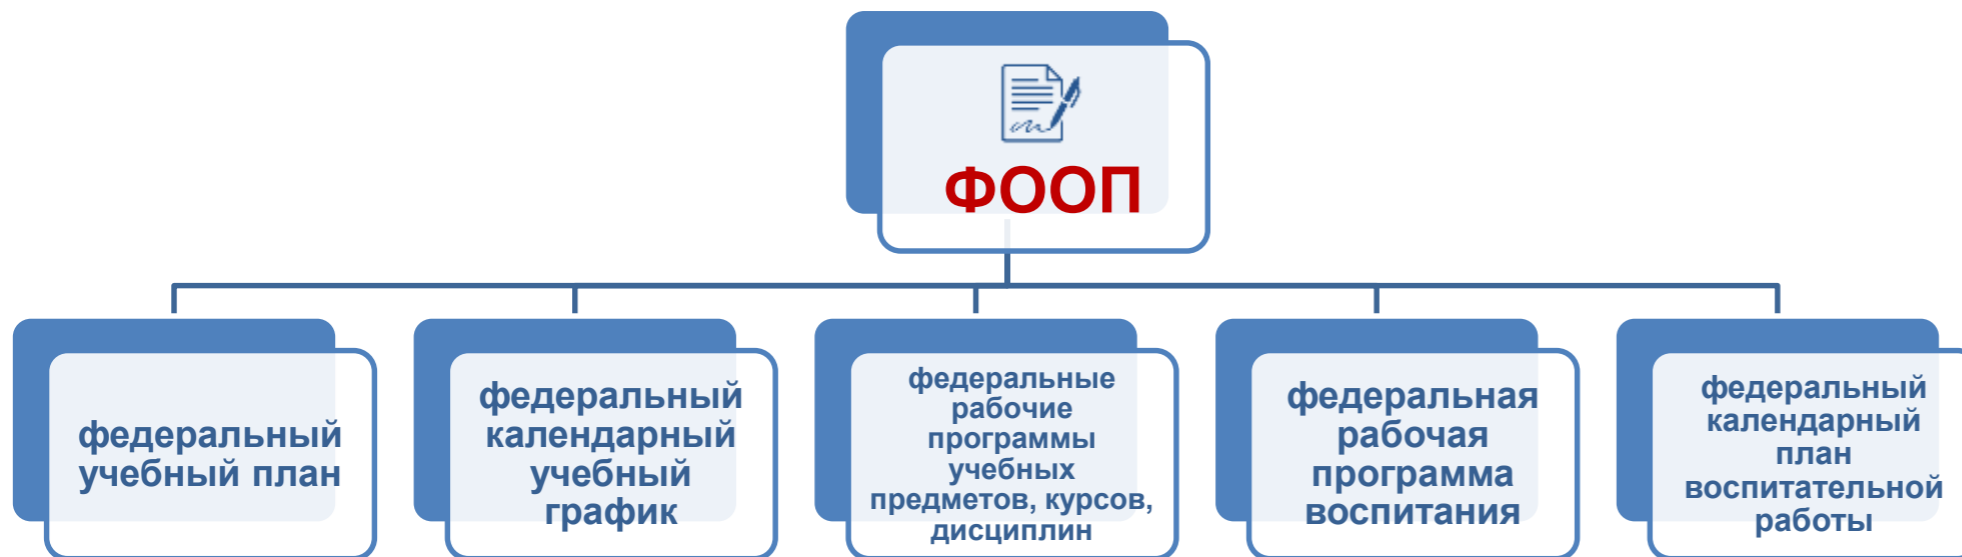 ФООП
федеральный
учебный план
федеральный
календарный
учебный
график
федеральные
рабочие
программы
учебных
предметов, курсов,
дисциплин
федеральная
рабочая
программа
воспитания
федеральный
календарный
план
воспитательной
работы